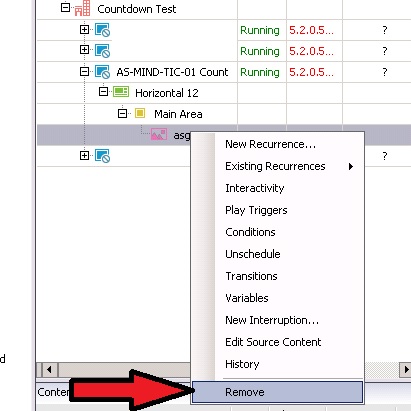 Countdown Test
Running 5.2.0.5... ?
Running 5.2.0.5... ?
AS-MIND-TIC-01 Count Running 5.2.0.5... ?
Horizontal 12
Main Area
asg
?
New Recurrence...
Existing Recurrences
Interactivity
Play Triggers
Conditions
Unschedule
Transitions
Variables
New Interruption...
Edit Source Content
History
Remove
d
Conten